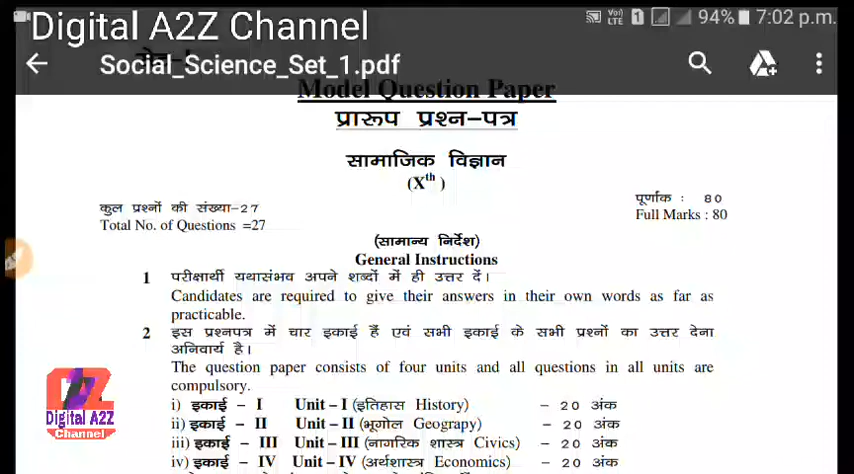 Digital A2Z Channel
Vo)) LTE 1 94% 7:02 p.m.
Social_Science_Set_1.pdf
Model Question Paper
प्रारूप प्रश्न–पत्र
सामाजिक विज्ञान
(Xth )
कुल प्रश्नों की संख्या-27
पूर्णांक : 80
Total No. of Questions =27
Full Marks : 80
(सामान्य निर्देश)
General Instructions
1 परीक्षार्थी यथासंभव अपने शब्दों में ही उत्तर दें।
Candidates are required to give their answers in their own words as far as
practicable.
2 इस प्रश्नपत्र में चार इकाई हैं एवं सभी इकाई के सभी प्रश्नों का उत्तर देना
अनिवार्य है।
The question paper consists of four units and all questions in all units are
compulsory.
i) इकाई – I Unit – I (इतिहास History) – 20 अंक
ii) इकाई – II Unit – II (भूगोल Geograpy) – 20 अंक
iii) इकाई – III Unit – III (नागरिक शास्त्र Civics) – 20 अंक
iv) इकाई – IV Unit – IV (अर्थशास्त्र Economics) – 20 अंक
Digital A2Z
Channel